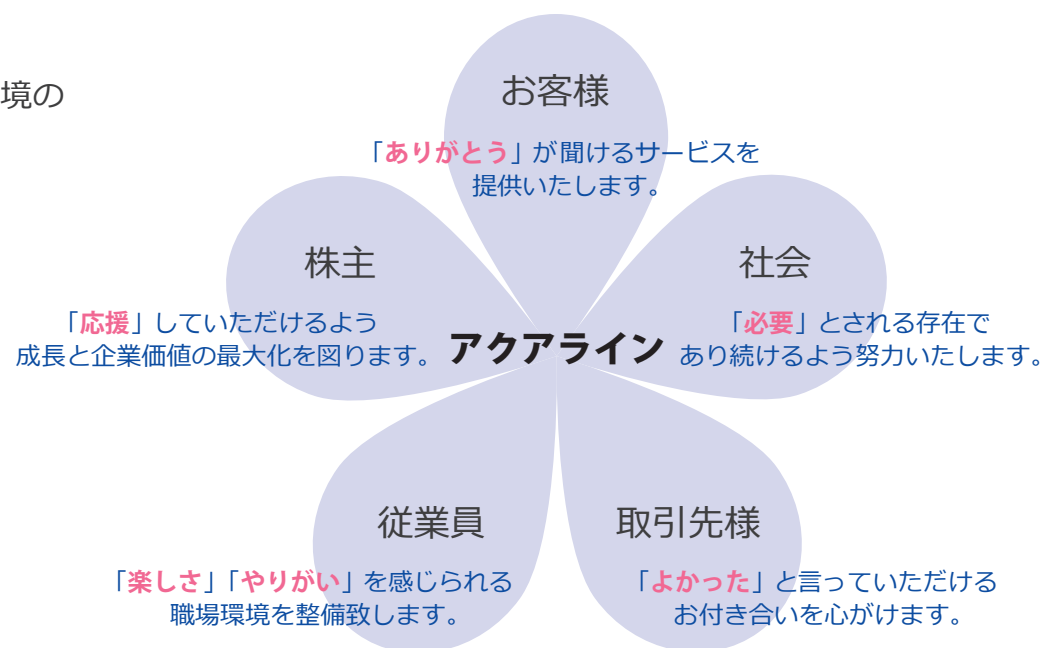 境の
お客様
「ありがとう」が聞けるサービスを
提供いたします。
株主
「応援」していただけるよう
成長と企業価値の最大化を図ります。
アクアライン
社会
「必要」とされる存在で
あり続けるよう努力いたします。
従業員
「楽しさ」「やりがい」を感じられる
職場環境を整備致します。
取引先様
「よかった」と言っていただける
お付き合いを心がけます。